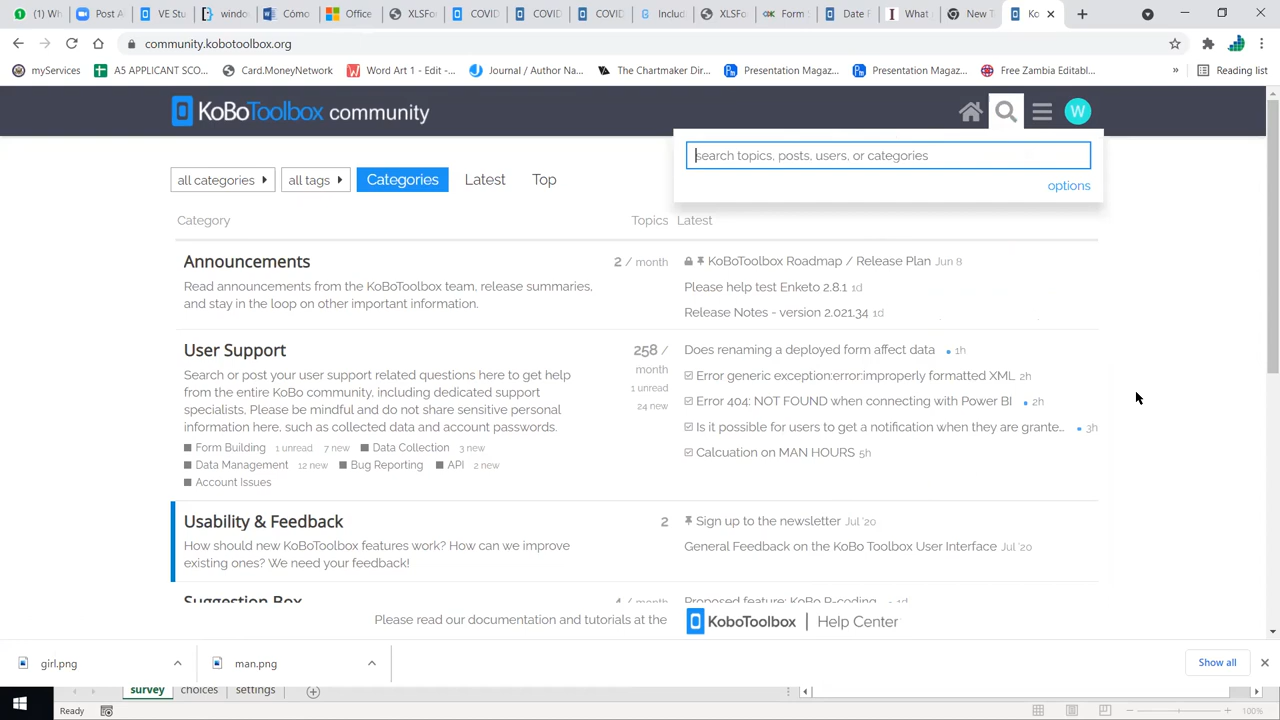 Ko
VE Stu
windo
Cómo
Office
XLSFo
COVID
COVID
COVID
Includ
XLSFo
Form S
Date F
What
New T
Ko
community.kobotoolbox.org
myServices
A5 APPLICANT SCO...
Card.MoneyNetwork
Word Art 1 - Edit -...
Journal / Author Na...
The Chartmaker Dir...
Presentation Magaz...
Presentation Magaz...
Free Zambia Editabl...
»
Reading list
KoBoToolbox community
W
search topics, posts, users, or categories
options
all categories
all tags
Categories
Latest
Top
Category
Topics
Latest
Announcements
2 / month
Read announcements from the KoBoToolbox team, release summaries,
and stay in the loop on other important information.
KoBoToolbox Roadmap / Release Plan Jun 8
Please help test Enketo 2.8.1 1d
Release Notes - version 2.021.34 1d
User Support
258 /
month
1 unread
24 new
Search or post your user support related questions here to get help
from the entire KoBo community, including dedicated support
specialists. Please be mindful and do not share sensitive personal
information here, such as collected data and account passwords.
Form Building 1 unread 7 new Data Collection 3 new
Data Management 12 new Bug Reporting API 2 new
Account Issues
Does renaming a deployed form affect data 1h
Error generic exception:error:improperly formatted XML 2h
Error 404: NOT FOUND when connecting with Power BI 2h
Is it possible for users to get a notification when they are grante... 3h
Calcuation on MAN HOURS 5h
Usability & Feedback
2
How should new KoBoToolbox features work? How can we improve
existing ones? We need your feedback!
Sign up to the newsletter Jul '20
General Feedback on the KoBo Toolbox User Interface Jul '20
Suggestion Box
4 / month
Proposed feature: KoBo R-coding 1d
Please read our documentation and tutorials at the
KoboToolbox | Help Center
girl.png
man.png
Show all
survey
choices
settings
Ready
100%